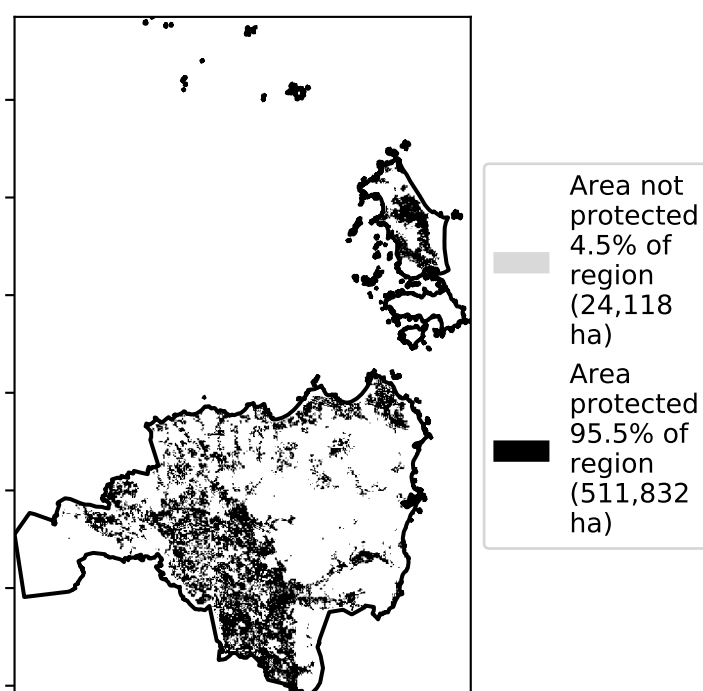 Area not
protected
4.5% of
region
(24,118
ha)
Area
protected
95.5% of
region
(511,832
ha)